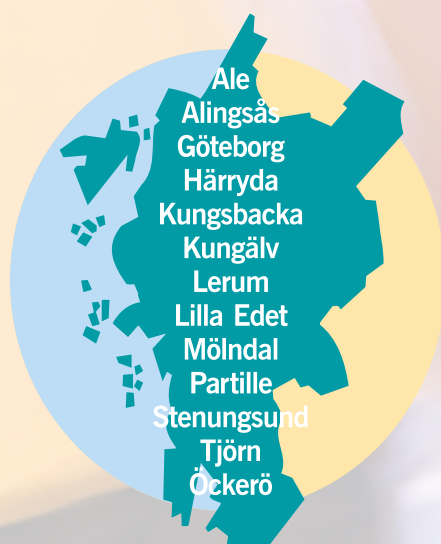 Ale
Alingsås
Göteborg
Härryda
Kungsbacka
Kungälv
Lerum
Lilla Edet
Mölndal
Partille
Stenungsund
Tjörn
Öckerö